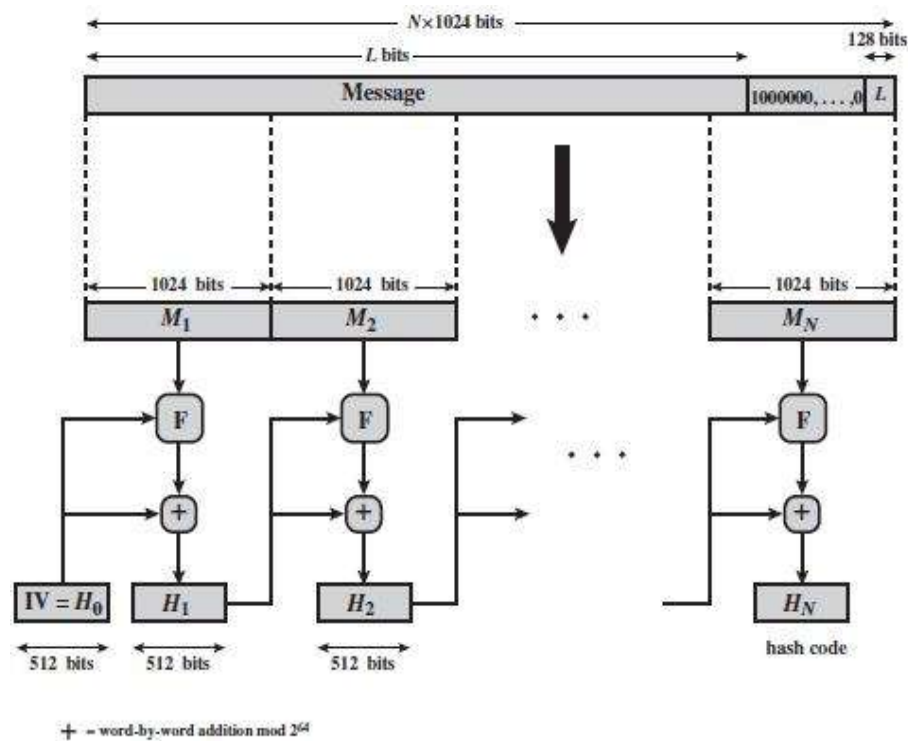 N×1024 bits
128 bits
L bits
Message
1000000, . . . ,0
L
1024 bits
1024 bits
1024 bits
M1
M2
. . .
MN
F
F
F
. . .
+
+
+
IV = H0
H1
H2
HN
512 bits
512 bits
512 bits
hash code
+ = word-by-word addition mod 2^64